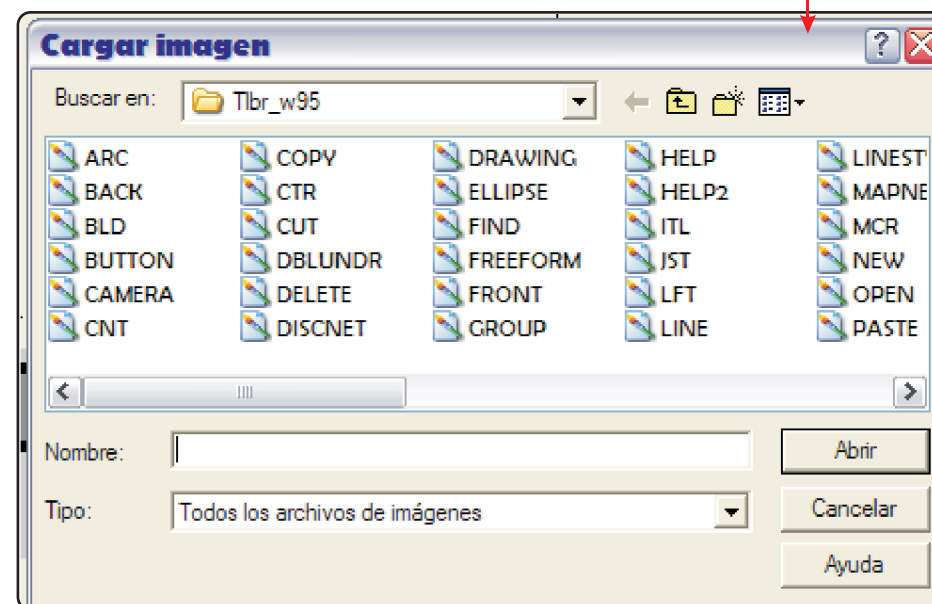 Cargar imagen
Buscar en: Tlbr_w95
ARC COPY DRAWING HELP LINEST
BACK CTR ELLIPSE HELP2 MAPNE
BLD CUT FIND ITL MCR
BUTTON DBLUNDR FREEFORM JST NEW
CAMERA DELETE FRONT LFT OPEN
CNT DISCNET GROUP LINE PASTE
Nombre: Abrir
Tipo: Todos los archivos de imágenes Cancelar
Ayuda